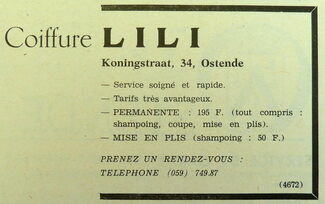 Coiffure LILI
Koningstraat, 34, Ostende
— Service soigné et rapide.
— Tarifs très avantageux.
— PERMANENTE : 195 F. (tout compris :
shampoing, coupe, mise en plis).
— MISE EN PLIS (shampoing : 50 F.)
PRENEZ UN RENDEZ-VOUS :
TELEPHONE (059) 749.87
(4672)